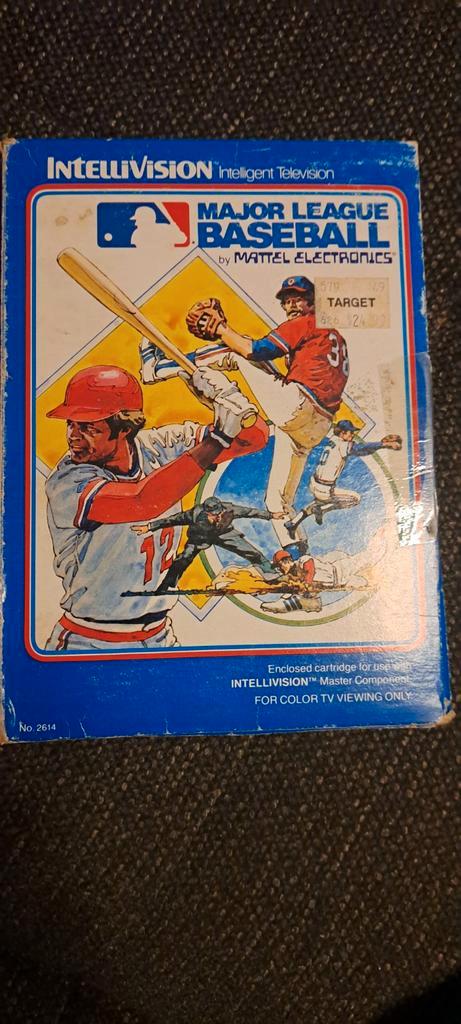 INTELLIVISION™ Intelligent Television
MAJOR LEAGUE
BASEBALL
by MATTEL ELECTRONICS®
TARGET
12
Enclosed cartridge for use with
INTELLIVISION™ Master Component.
FOR COLOR TV VIEWING ONLY
No. 2614